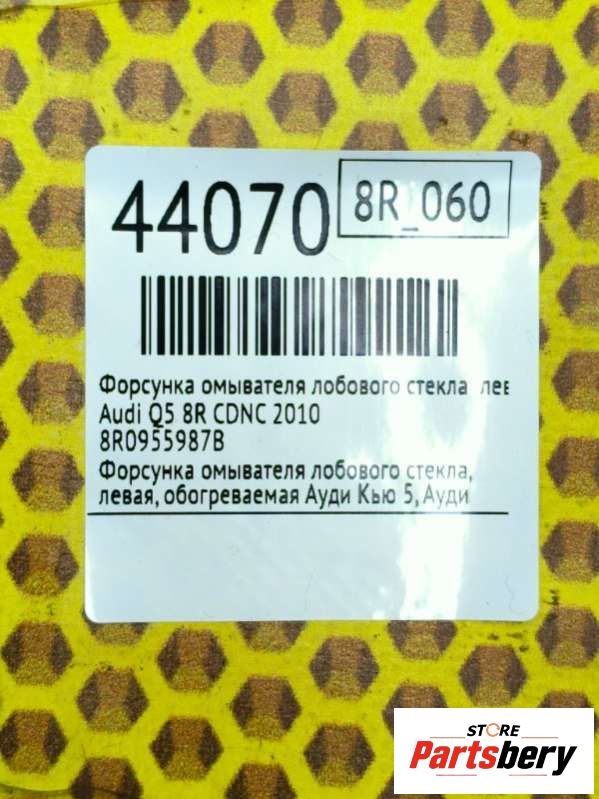 44070
8R_060
Форсунка омывателя лобового стекла лев
Audi Q5 8R CDNC 2010
8R0955987B
Форсунка омывателя лобового стекла,
левая, обогреваемая Ауди Кью 5, Ауди
STORE
Partsbery